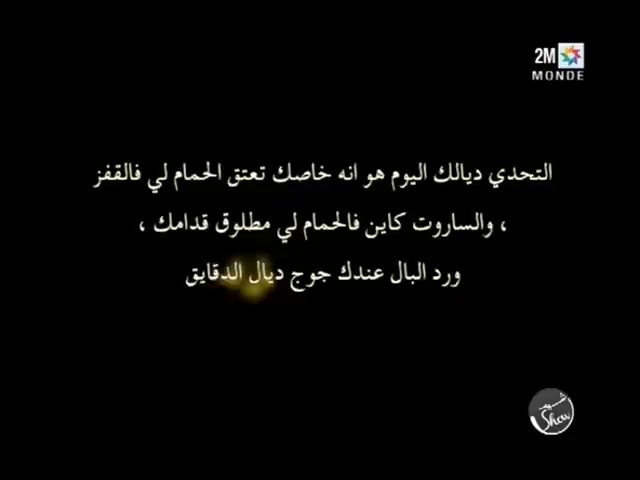 2M
MONDE
التحدي ديالك اليوم هو انه خاصك تعتق الحمام لي فالقفز
، والساروت كاين فالحمام لي مطلوق قدامك ،
ورد البال عندك جوج ديال الدقايق
Show